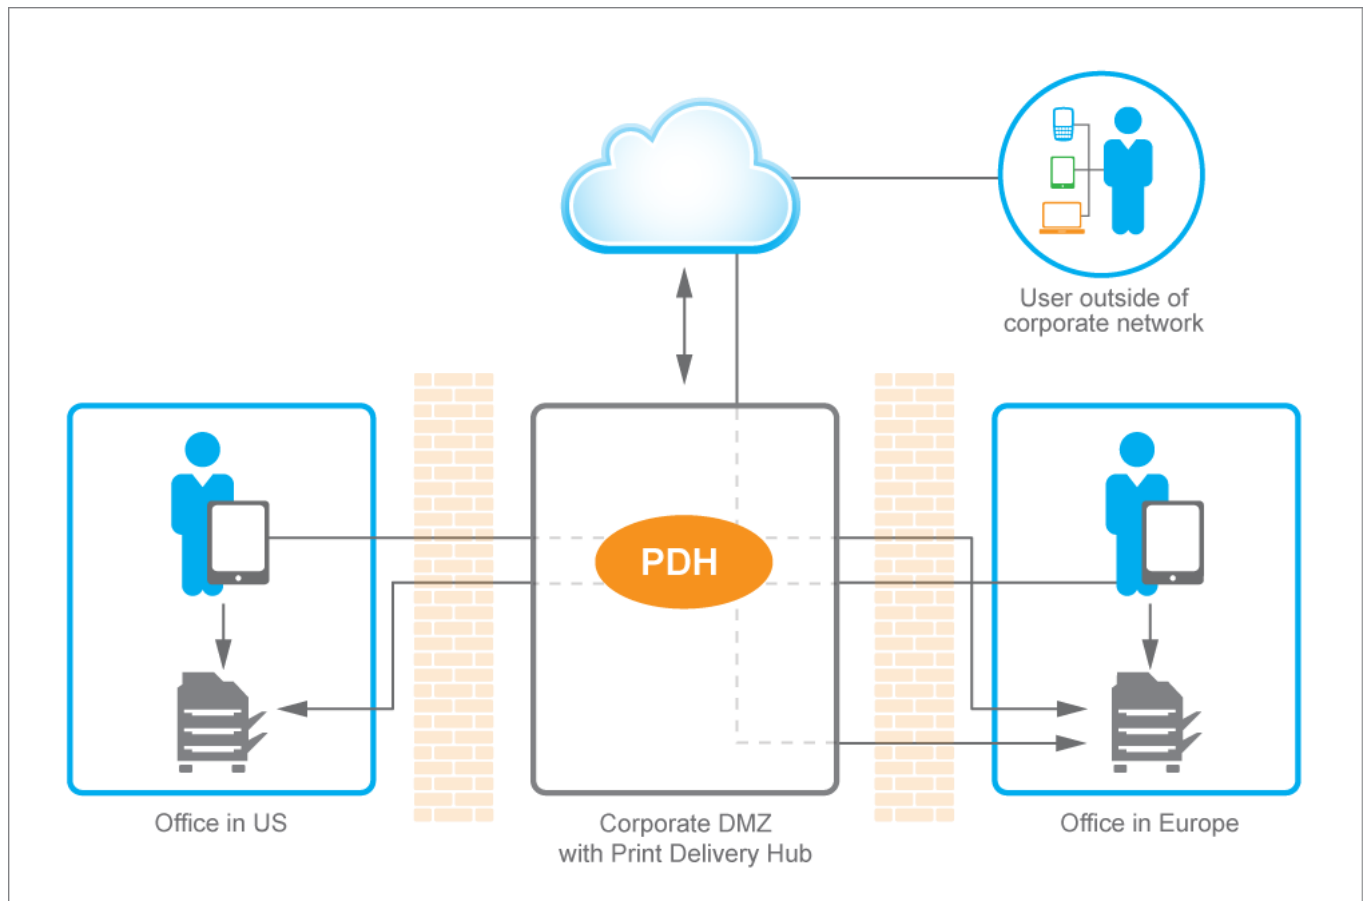 User outside of
corporate network
PDH
Office in US
Corporate DMZ
with Print Delivery Hub
Office in Europe